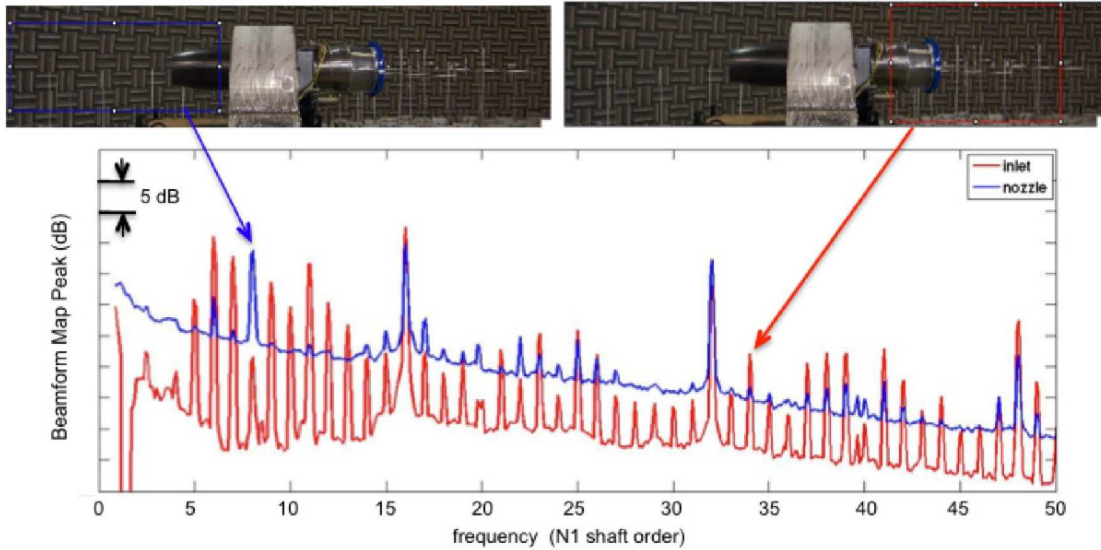 5 dB
Beamform Map Peak (dB)
inlet
nozzle
0 5 10 15 20 25 30 35 40 45 50
frequency (N1 shaft order)